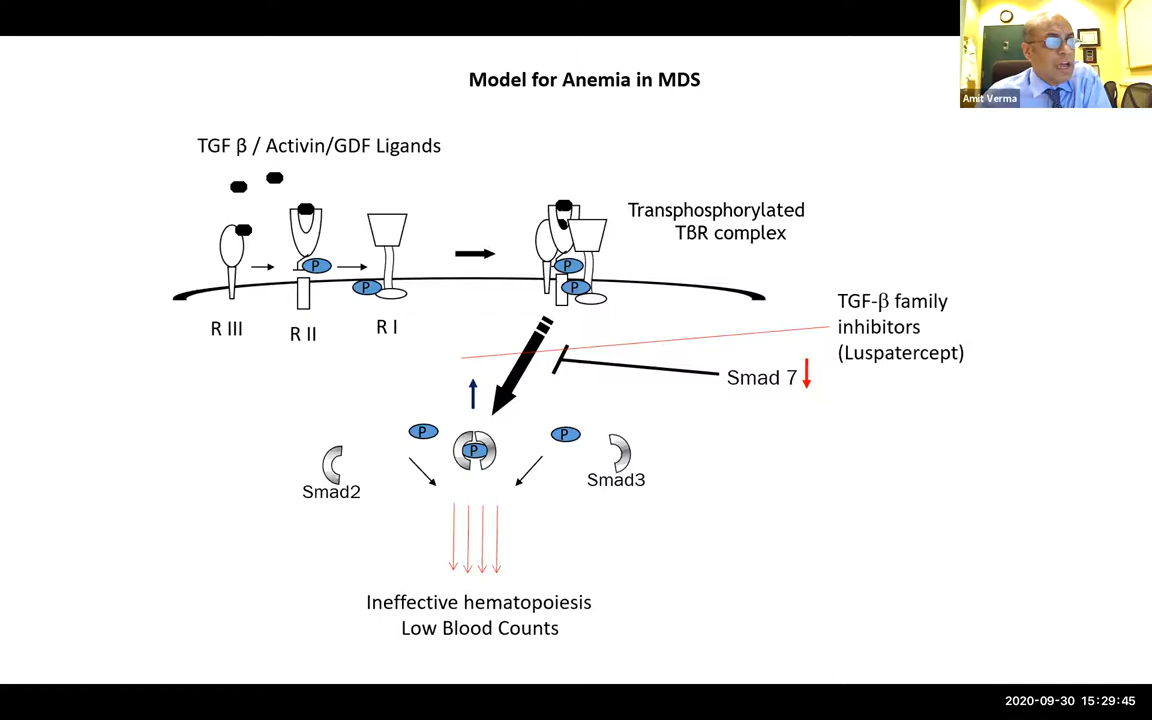 Amit Verma
Model for Anemia in MDS
TGF β / Activin/GDF Ligands
Transphosphorylated
TBR complex
P
P
P
P
R III
R II
R I
TGF-β family
inhibitors
(Luspatercept)
Smad 7
P
P
P
Smad2
Smad3
Ineffective hematopoiesis
Low Blood Counts
2020-09-30 15:29:45